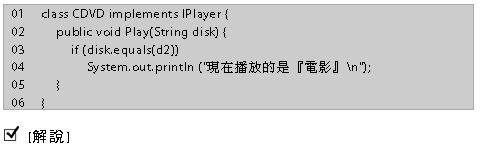 01 class CDVD implements IPlayer {
02 public void Play(String disk) {
03 if (disk.equals(d2))
04 System.out.println ("現在播放的是『電影』\n");
05 }
06 }
☑ [解說]